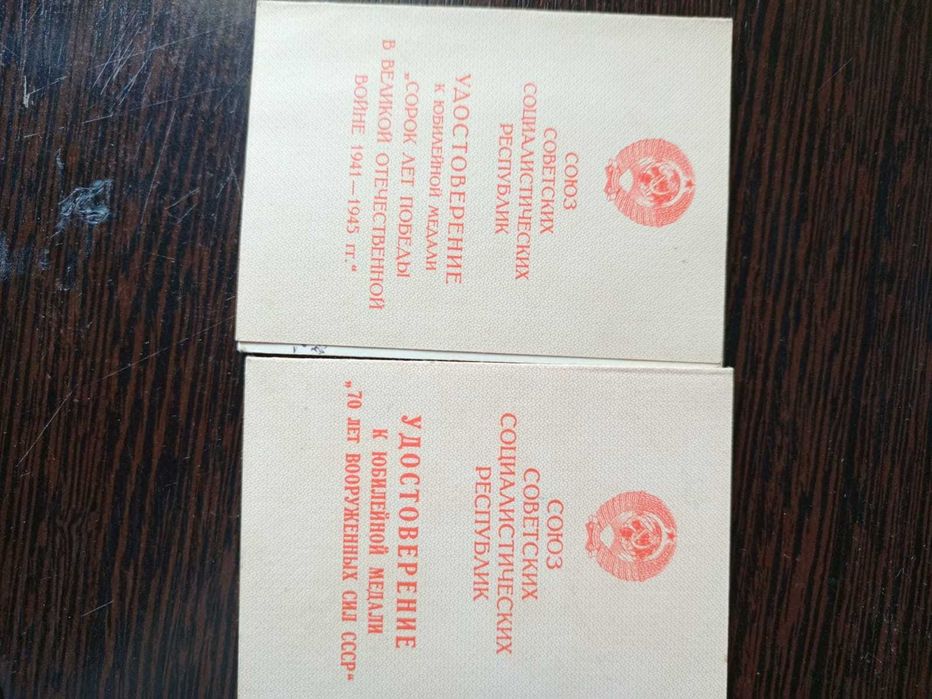 СОЮЗ
СОВЕТСКИХ
СОЦИАЛИСТИЧЕСКИХ
РЕСПУБЛИК
УДОСТОВЕРЕНИЕ
К ЮБИЛЕЙНОЙ МЕДАЛИ
„СОРОК ЛЕТ ПОБЕДЫ
В ВЕЛИКОЙ ОТЕЧЕСТВЕННОЙ
ВОЙНЕ 1941—1945 гг.“
СОЮЗ
СОВЕТСКИХ
СОЦИАЛИСТИЧЕСКИХ
РЕСПУБЛИК
УДОСТОВЕРЕНИЕ
К ЮБИЛЕЙНОЙ МЕДАЛИ
„70 ЛЕТ ВООРУЖЕННЫХ СИЛ СССР“